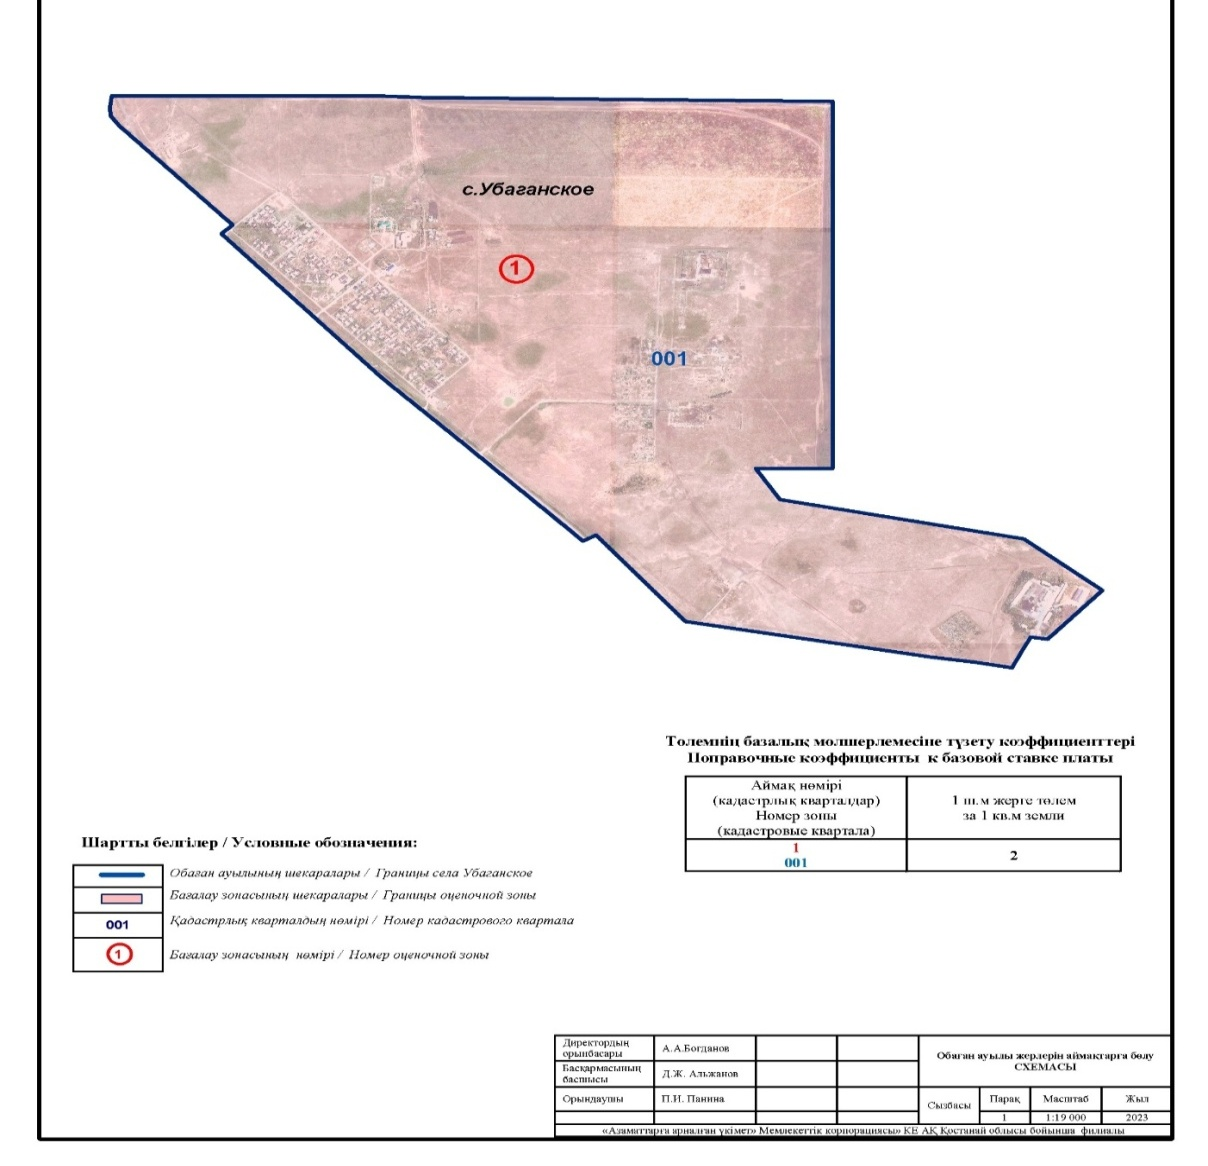 с.Убаганское
1
001
Төлемнің базалық мөлшерлемесіне түзету коэффициенттері
Поправочные коэффициенты к базовой ставке платы
Аймақ нөмірі
(кадастрлық кварталдар)
Номер зоны
(кадастровые квартала)
1 ш.м жерге төлем
за 1 кв.м земли
1
001
2
Шартты белгілер / Условные обозначения:
Обаған ауылының шекаралары / Границы села Убаганское
Бағалау зонасының шекаралары / Границы оценочной зоны
001
Қадастрлық кварталдың нөмірі / Номер кадастрового квартала
1
Бағалау зонасының нөмірі / Номер оценочной зоны
Директордың орынбасары
А.А.Богданов
Басқармасының басшысы
Д.Ж. Альжанов
Орындаушы
П.И. Панина
Обаған ауылы жерлерін аймақтарға бөлу
СХЕМАСЫ
Сызбасы
Парақ
Масштаб
Жыл
1
1:19 000
2023
«Азаматтарға арналған үкімет» Мемлекеттік корпорациясы» КЕ АҚ Қостанай облысы бойынша филиалы